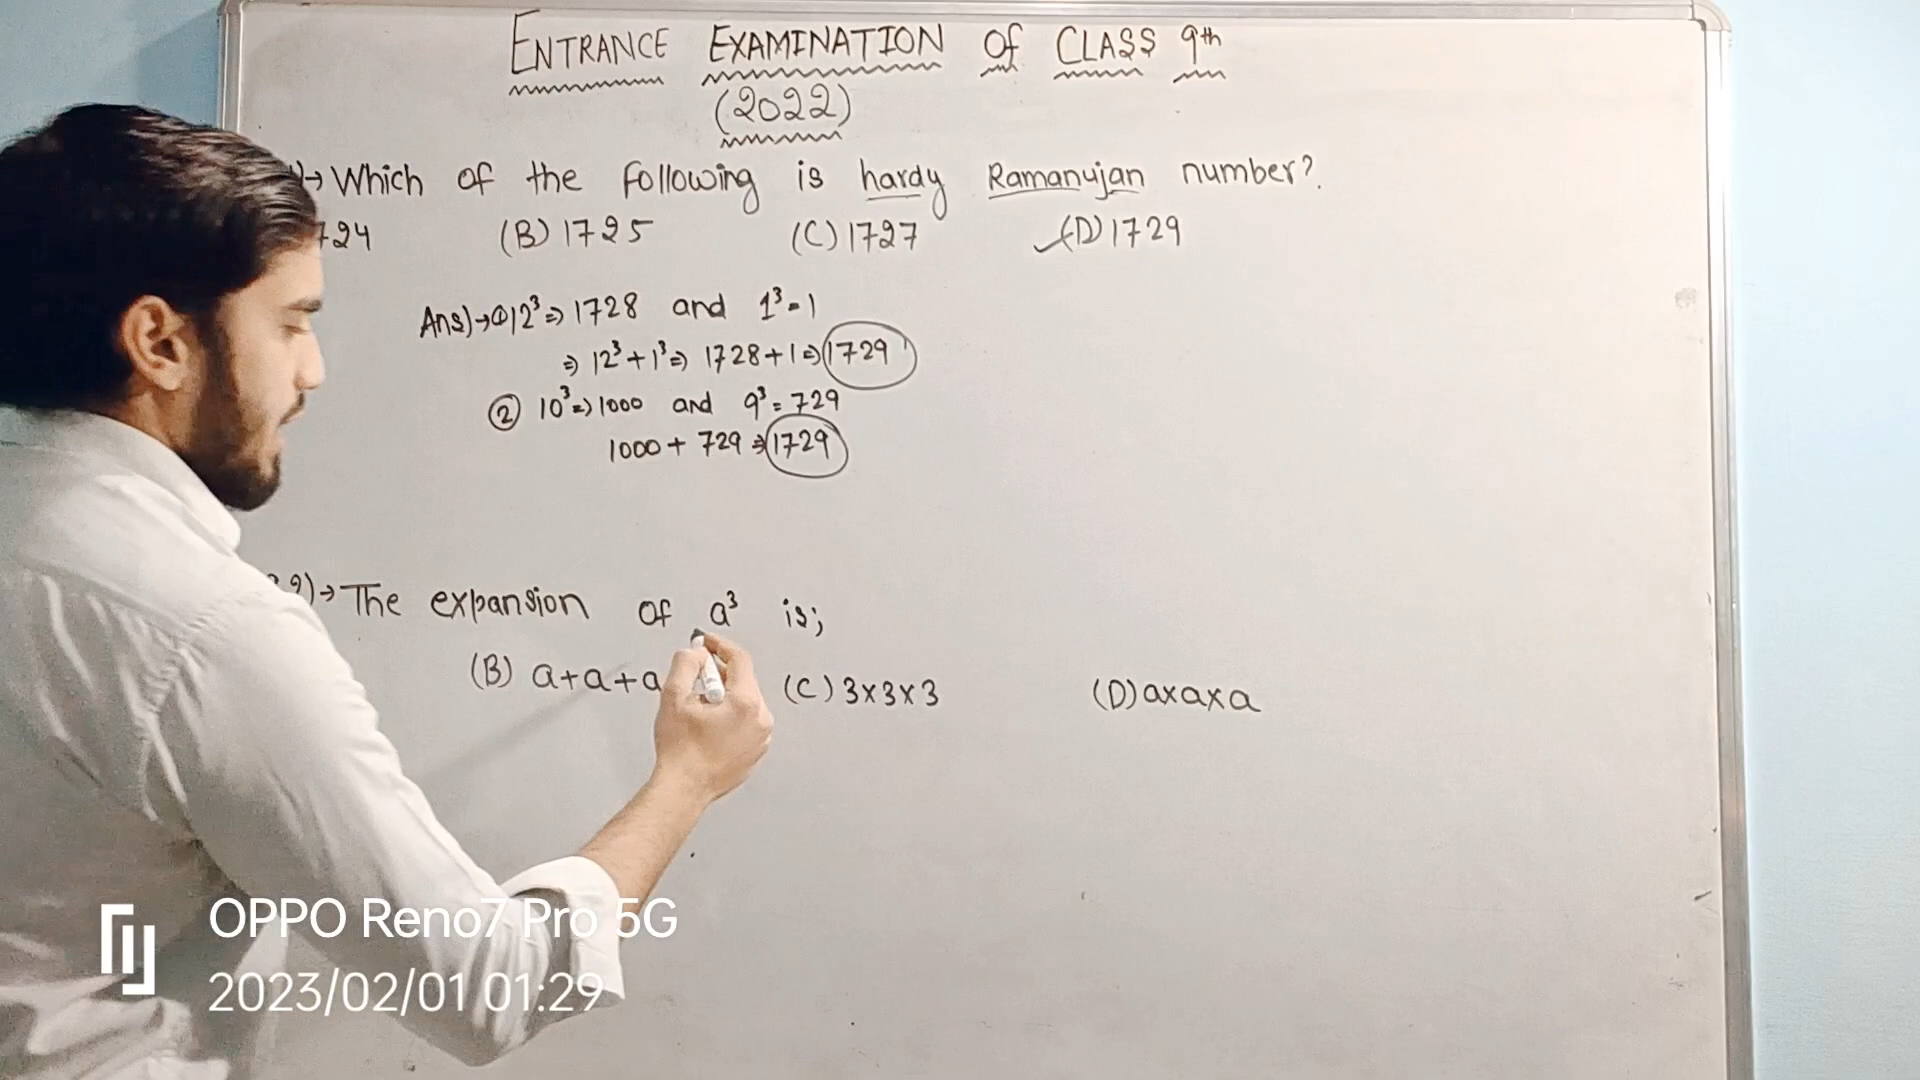 ENTRANCE EXAMINATION Of CLASS 9th
(2022)
)→ Which of the following is hardy Ramanujan number?.
724 (B) 1725 (C) 1727 (D) 1729
Ans)→① 12³ ⇒ 1728 and 1³ = 1
⇒ 12³ + 1³ ⇒ 1728 + 1 ⇒ 1729
② 10³ ⇒ 1000 and 9³ = 729
1000 + 729 ⇒ 1729
2)→ The expansion of a³ is;
(B) a+a+a (C) 3×3×3 (D) a×a×a
OPPO Reno7 Pro 5G
2023/02/01 01:29